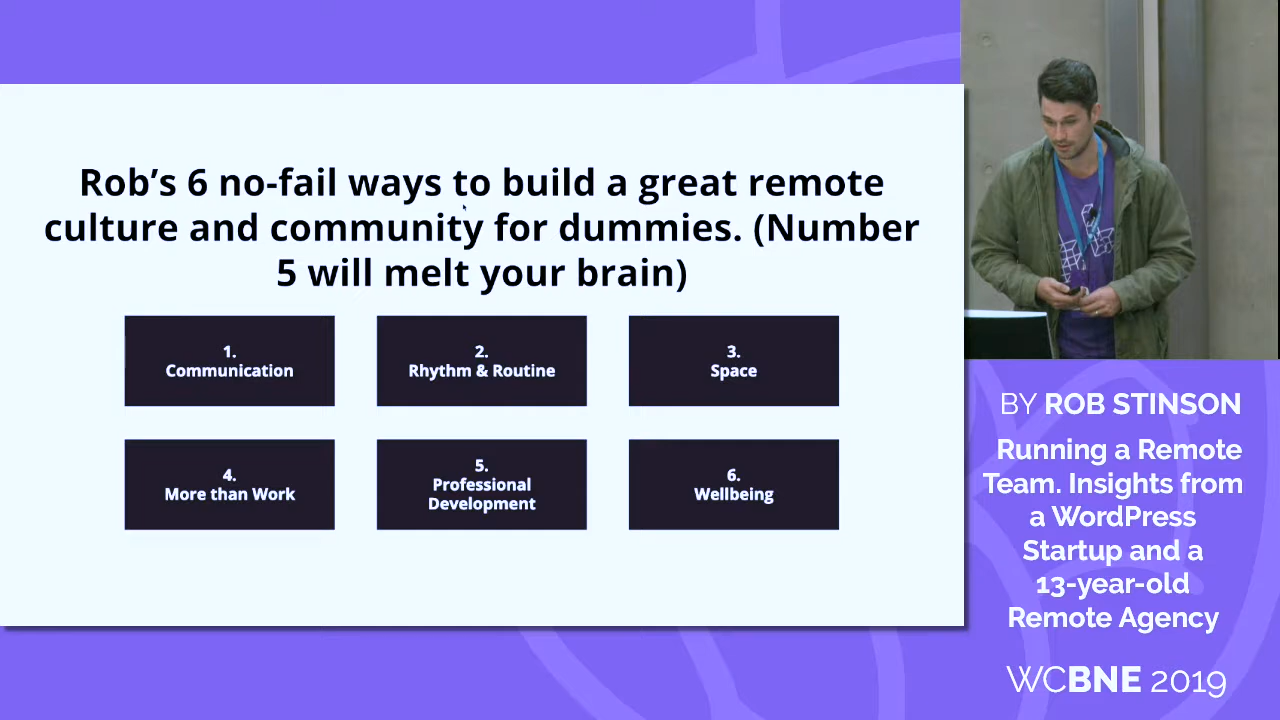 Rob's 6 no-fail ways to build a great remote
culture and community for dummies. (Number
5 will melt your brain)
1.
Communication
2.
Rhythm & Routine
3.
Space
4.
More than Work
5.
Professional
Development
6.
Wellbeing
BY ROB STINSON
Running a Remote
Team. Insights from
a WordPress
Startup and a
13-year-old
Remote Agency
WCBNE 2019